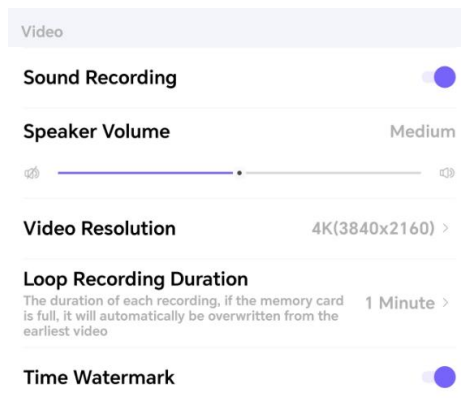 Video
Sound Recording
Speaker Volume Medium
Video Resolution 4K(3840x2160) >
Loop Recording Duration
The duration of each recording, if the memory card
is full, it will automatically be overwritten from the
earliest video
1 Minute >
Time Watermark